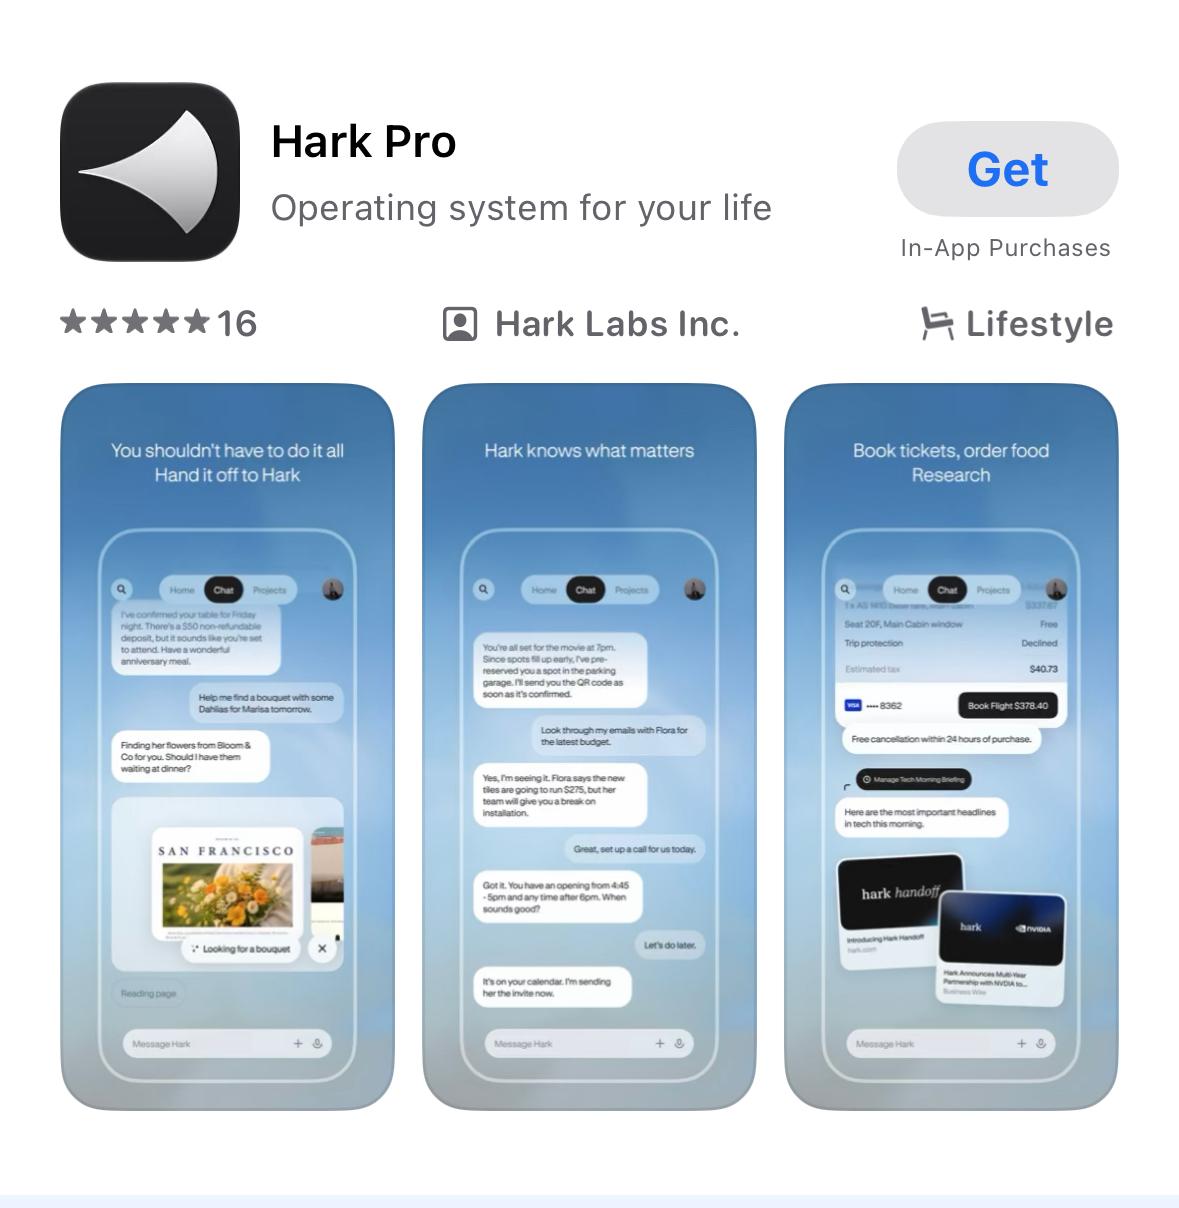 Hark Pro
Operating system for your life
Get
In-App Purchases
16
Hark Labs Inc.
Lifestyle
You shouldn't have to do it all
Hand it off to Hark
Home
Chat
Projects
I've confirmed your table for Friday
night. There's a $50 non-refundable
deposit, but it sounds like you're set
to attend. Have a wonderful
anniversary meal.
Help me find a bouquet with some
Dahlias for Marisa tomorrow.
Finding her flowers from Bloom &
Co for you. Should I have them
waiting at dinner?
SAN FRANCISCO
Looking for a bouquet
Reading page
Message Hark
Hark knows what matters
Home
Chat
Projects
You're all set for the movie at 7pm.
Since spots fill up early, I've pre-
reserved you a spot in the parking
garage. I'll send you the QR code as
soon as it's confirmed.
Look through my emails with Flora for
the latest budget.
Yes, I'm seeing it. Flora says the new
tiles are going to run $275, but her
team will give you a break on
installation.
Great, set up a call for us today.
Got it. You have an opening from 4:45
- 5pm and any time after 6pm. When
sounds good?
Let's do later.
It's on your calendar. I'm sending
her the invite now.
Message Hark
Book tickets, order food
Research
Home
Chat
Projects
$337.67
Seat 20F, Main Cabin window
Free
Trip protection
Declined
Estimated tax
$40.73
VISA
•••• 8362
Book Flight $378.40
Free cancellation within 24 hours of purchase.
Manage Tech Morning Briefing
Here are the most important headlines
in tech this morning.
hark handoff
Introducing Hark Handoff
hark.com
hark
NVIDIA
Hark Announces Multi-Year
Partnership with NVDIA to...
Business Wire
Message Hark